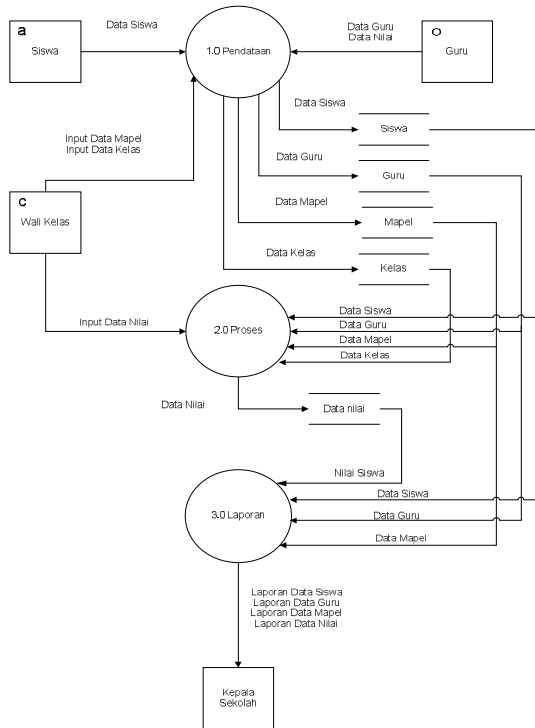 a
Siswa
Data Siswa
1.0 Pendataan
Data Guru
Data Nilai
O
Guru
Data Siswa
Siswa
Input Data Mapel
Input Data Kelas
Data Guru
Guru
c
Wali Kelas
Data Mapel
Mapel
Data Kelas
Kelas
Input Data Nilai
2.0 Proses
Data Siswa
Data Guru
Data Mapel
Data Kelas
Data Nilai
Data nilai
Nilai Siswa
3.0 Laporan
Data Siswa
Data Guru
Data Mapel
Laporan Data Siswa
Laporan Data Guru
Laporan Data Mapel
Laporan Data Nilai
Kepala
Sekolah